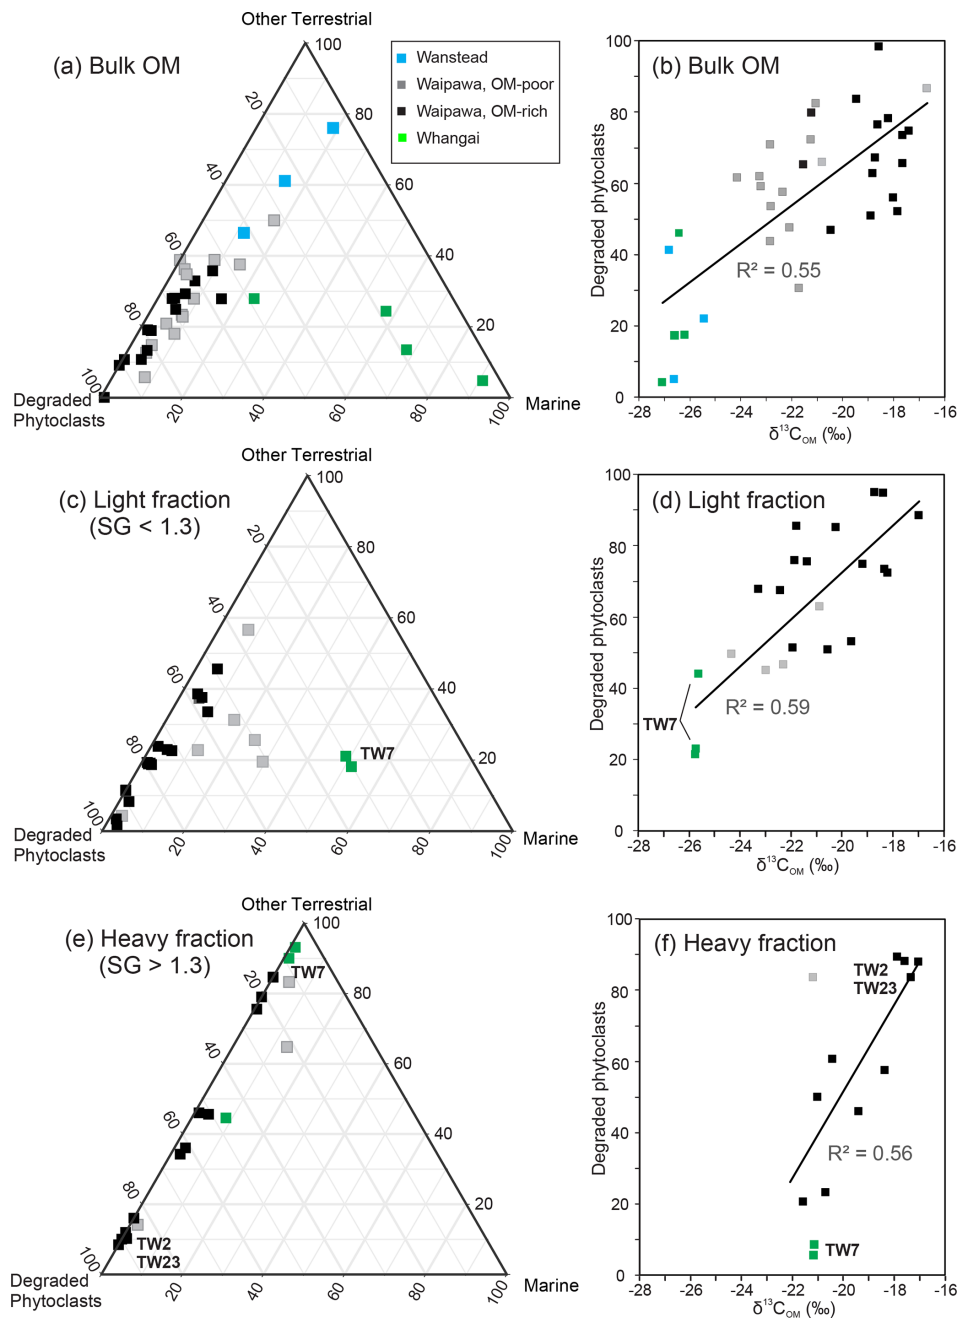 Other Terrestrial
(a) Bulk OM
100
80
60
40
20
20
40
60
80
100
20
40
60
80
100
Degraded
Phytoclasts
Marine
Wanstead
Waipawa, OM-poor
Waipawa, OM-rich
Whangai
(b) Bulk OM
Degraded phytoclasts
100
80
60
40
20
0
R² = 0.55
-28 -26 -24 -22 -20 -18 -16
δ¹³C_OM (‰)
Other Terrestrial
(c) Light fraction
(SG < 1.3)
100
80
60
40
20
20
40
60
80
100
20
40
60
80
100
TW7
Degraded
Phytoclasts
Marine
(d) Light fraction
Degraded phytoclasts
100
80
60
40
20
0
TW7
R² = 0.59
-28 -26 -24 -22 -20 -18 -16
δ¹³C_OM (‰)
Other Terrestrial
(e) Heavy fraction
(SG > 1.3)
100
80
60
40
20
20
40
60
80
100
20
40
60
80
100
TW7
TW2
TW23
Degraded
Phytoclasts
Marine
(f) Heavy fraction
Degraded phytoclasts
100
80
60
40
20
0
TW2
TW23
R² = 0.56
TW7
-28 -26 -24 -22 -20 -18 -16
δ¹³C_OM (‰)